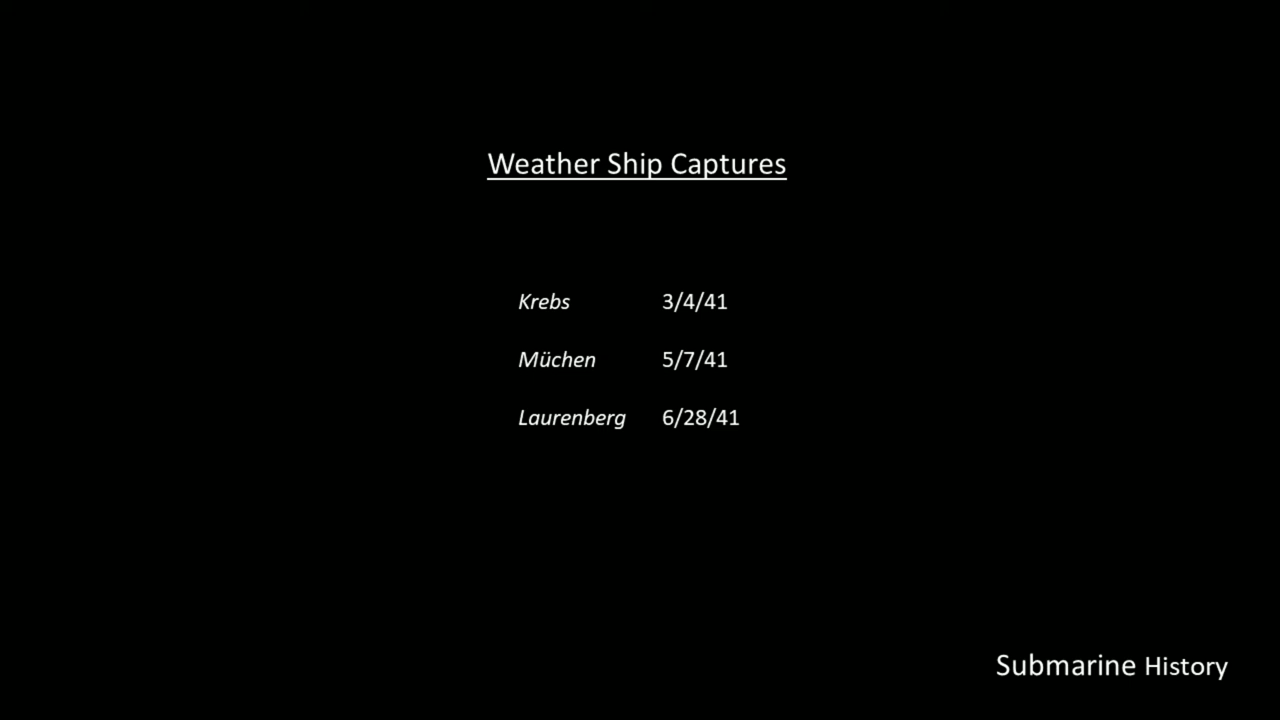 Weather Ship Captures
Krebs 3/4/41
Müchen 5/7/41
Laurenberg 6/28/41
Submarine History